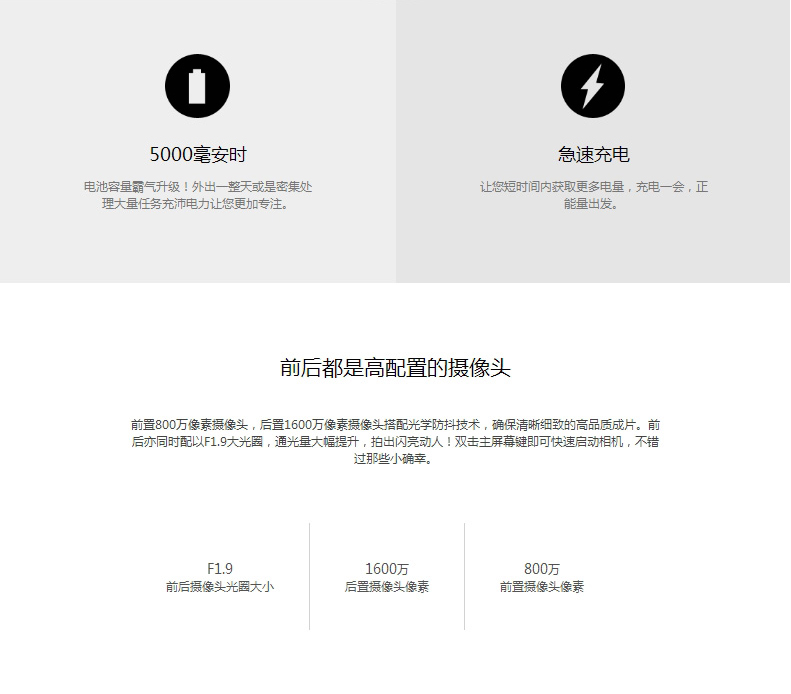 5000毫安时
电池容量霸气升级！外出一整天或是密集处
理大量任务充沛电力让您更加专注。
急速充电
让您短时间内获取更多电量，充电一会，正
能量出发。
前后都是高配置的摄像头
前置800万像素摄像头，后置1600万像素摄像头搭配光学防抖技术，确保清晰细致的高品质成片。前
后亦同时配以F1.9大光圈，通光量大幅提升，拍出闪亮动人！双击主屏幕键即可快速启动相机，不错
过那些小确幸。
F1.9
前后摄像头光圈大小
1600万
后置摄像头像素
800万
前置摄像头像素